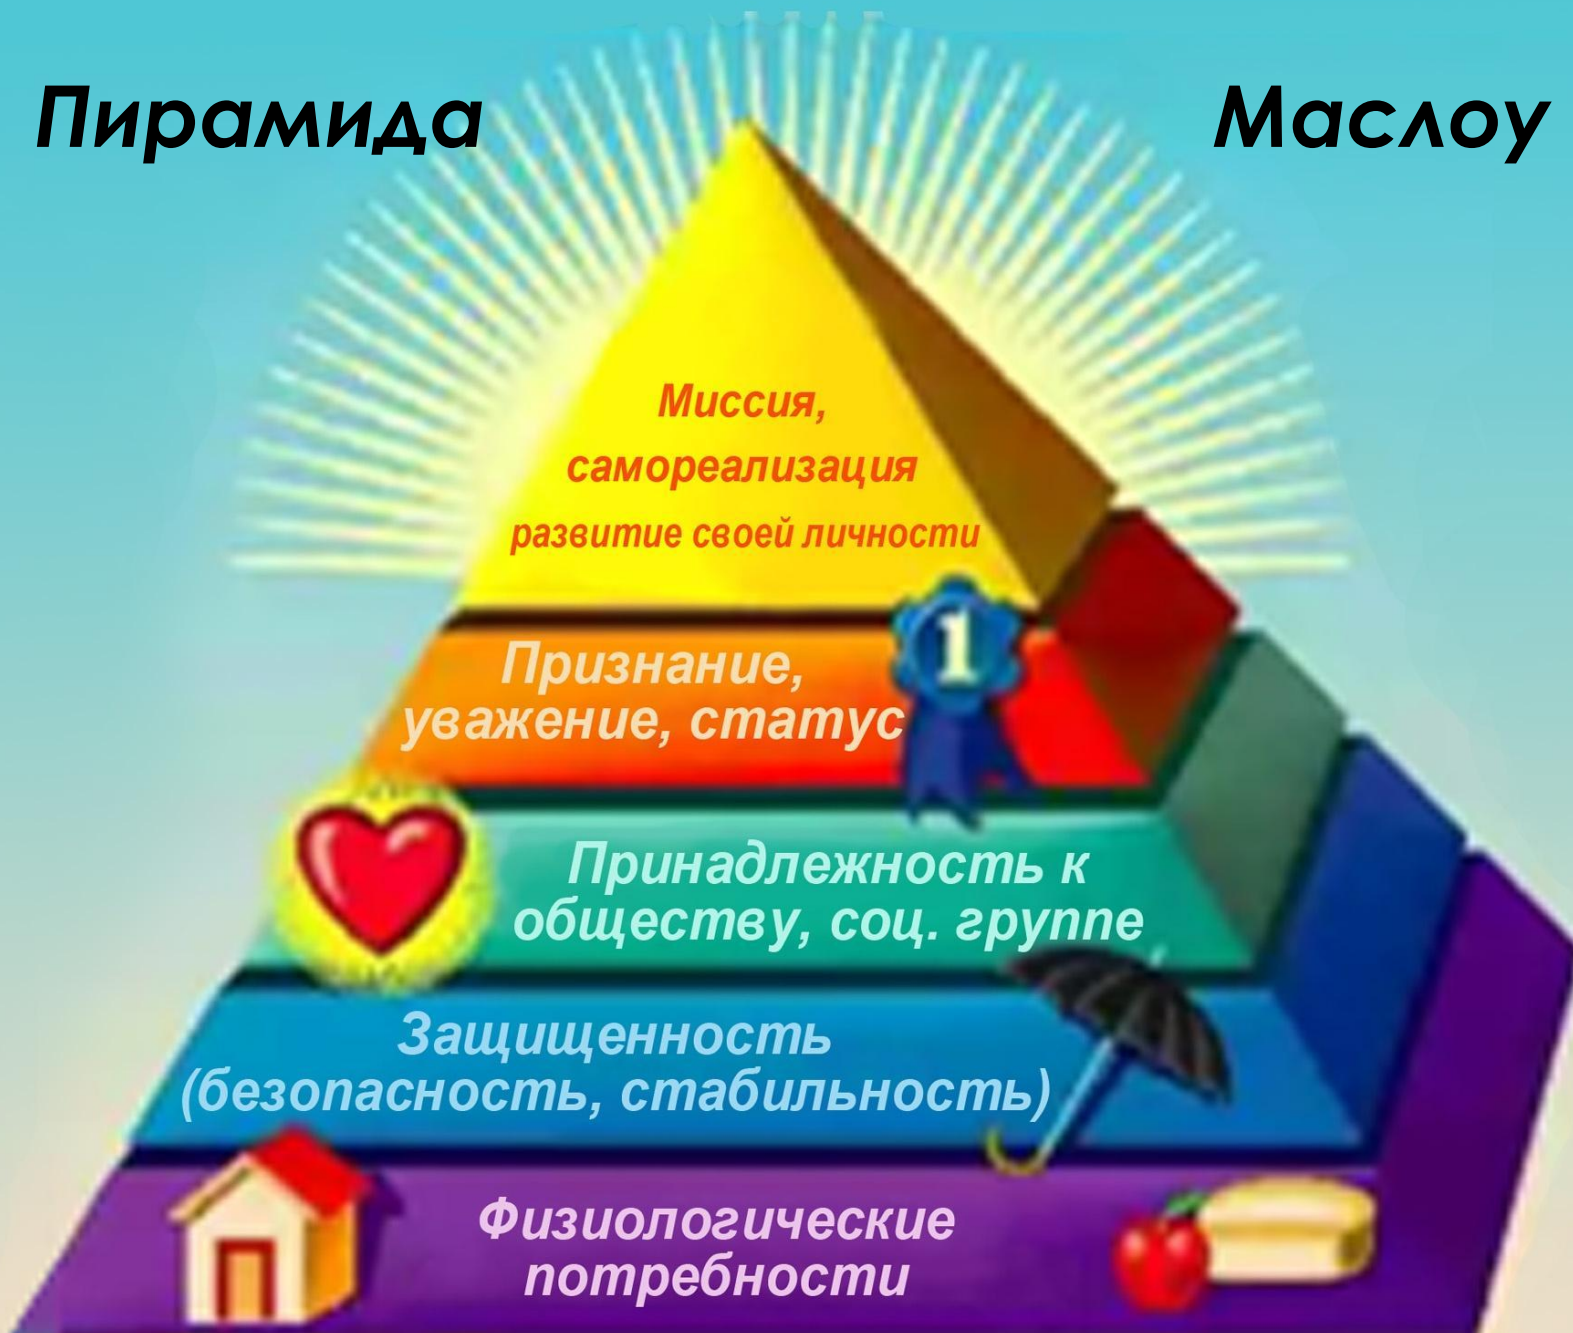 Пирамида Маслоу
Миссия,
самореализация
развитие своей личности
1
Признание,
уважение, статус
Принадлежность к
обществу, соц. группе
Защищенность
(безопасность, стабильность)
Физиологические
потребности